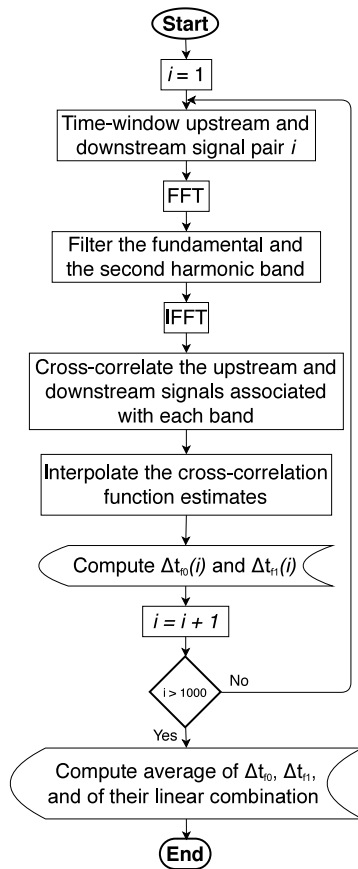 Start
i = 1
Time-window upstream and
downstream signal pair i
FFT
Filter the fundamental and
the second harmonic band
IFFT
Cross-correlate the upstream and
downstream signals associated
with each band
Interpolate the cross-correlation
function estimates
Compute Δtf0(i) and Δtf1(i)
i = i + 1
i > 1000
No
Yes
Compute average of Δtf0, Δtf1,
and of their linear combination
End